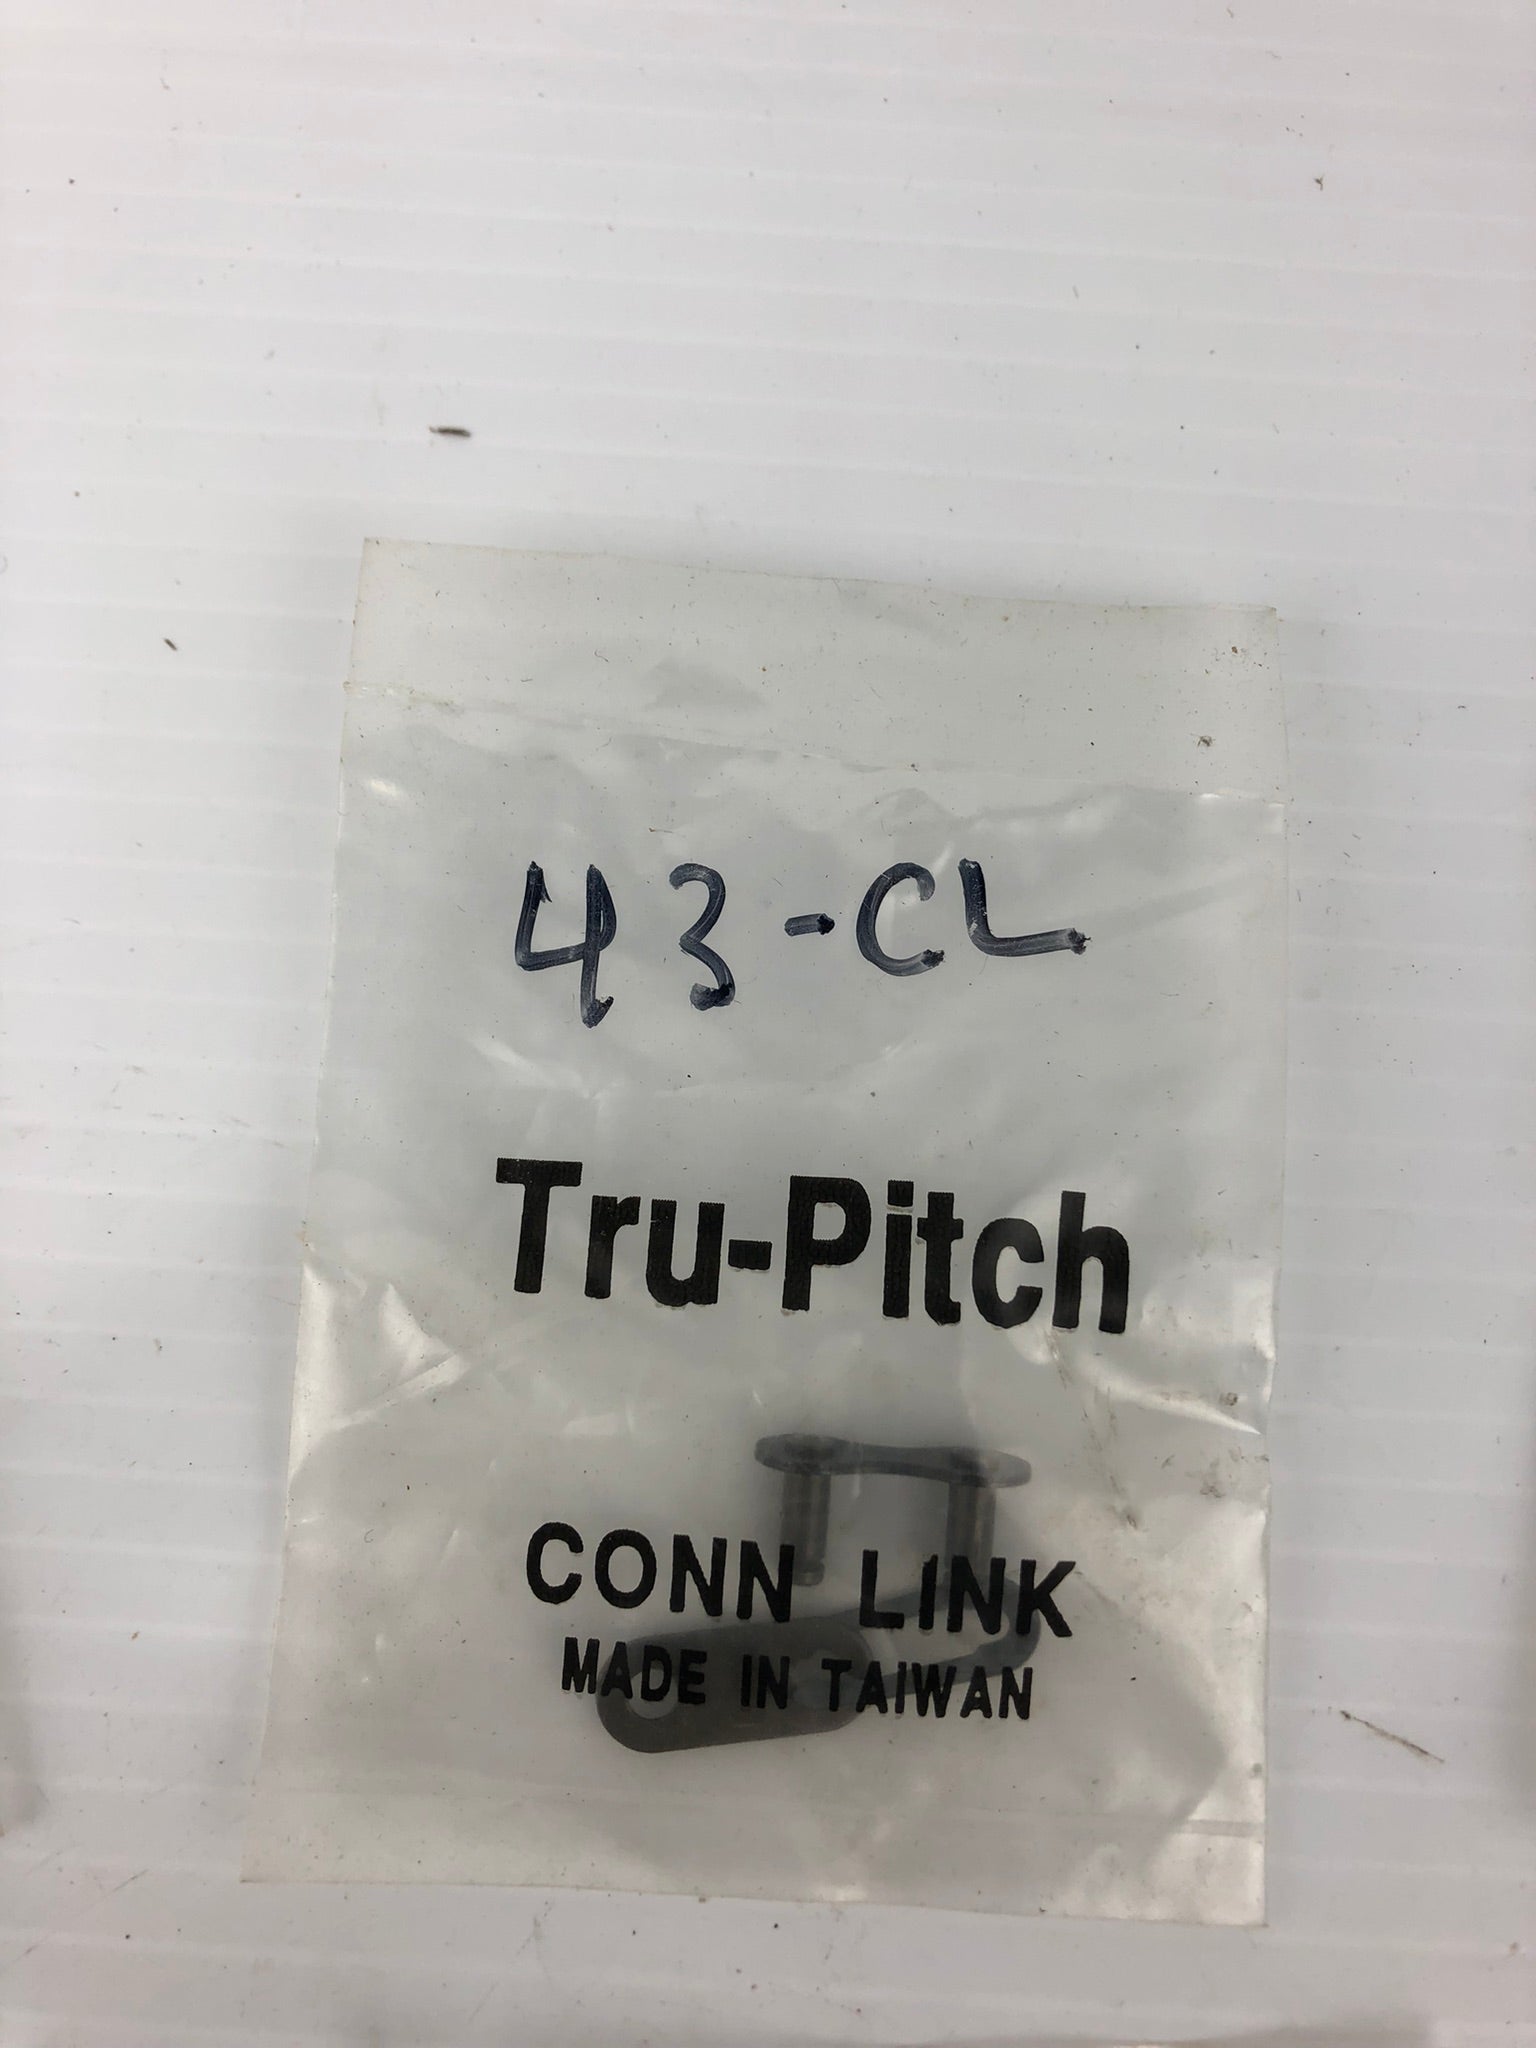 43-CL
Tru-Pitch
CONN LINK
MADE IN TAIWAN